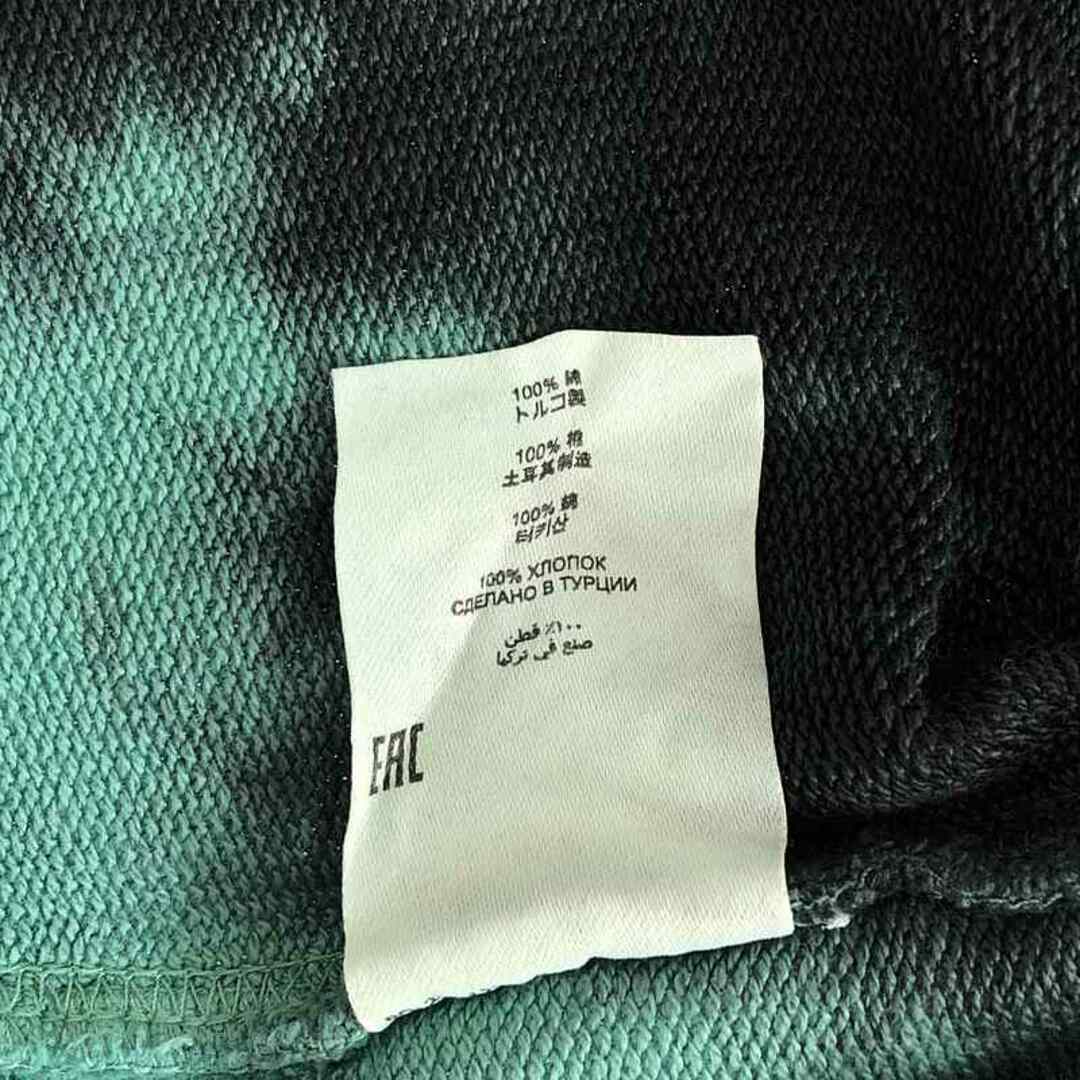 100% 綿
トルコ製
100% 棉
土耳其制造
100% 綿
터키산
100% ХЛОПОК
СДЕЛАНО В ТУРЦИИ
١٠٠٪ قطن
صنع في تركيا
EAC